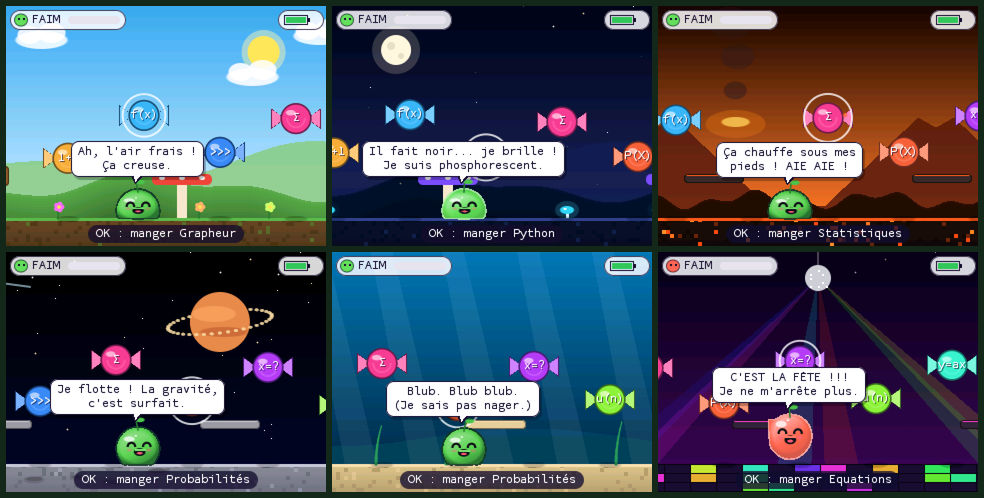 FAIM
f(x)
Σ
1+
>>>
Ah, l'air frais !
Ça creuse.
OK : manger Grapheur
FAIM
f(x)
Σ
+1
P(X)
Il fait noir... je brille !
Je suis phosphorescent.
OK : manger Python
FAIM
f(x)
Σ
P(X)
Ça chauffe sous mes
pieds ! AIE AIE !
OK : manger Statistiques
FAIM
Σ
x=?
>>>
Je flotte ! La gravité,
c'est surfait.
OK : manger Probabilités
FAIM
Σ
x=?
u(n)
Blub. Blub blub.
(Je sais pas nager.)
OK : manger Probabilités
FAIM
x=?
y=ax
C'EST LA FÊTE !!!
Je ne m'arrête plus.
u(n)
OK : manger Equations